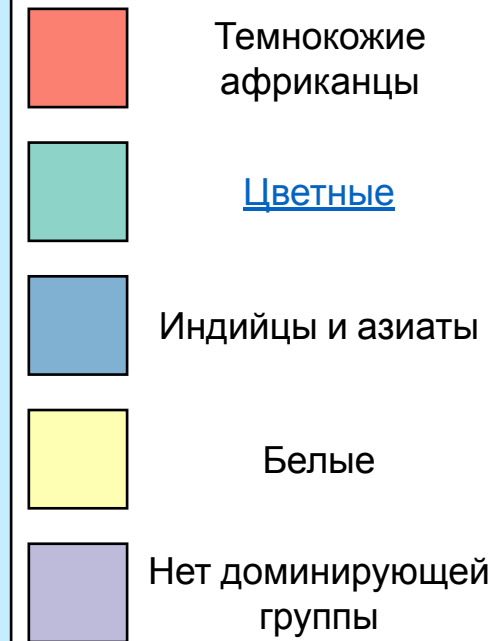 Темнокожие
африканцы
Цветные
Индийцы и азиаты
Белые
Нет доминирующей
группы